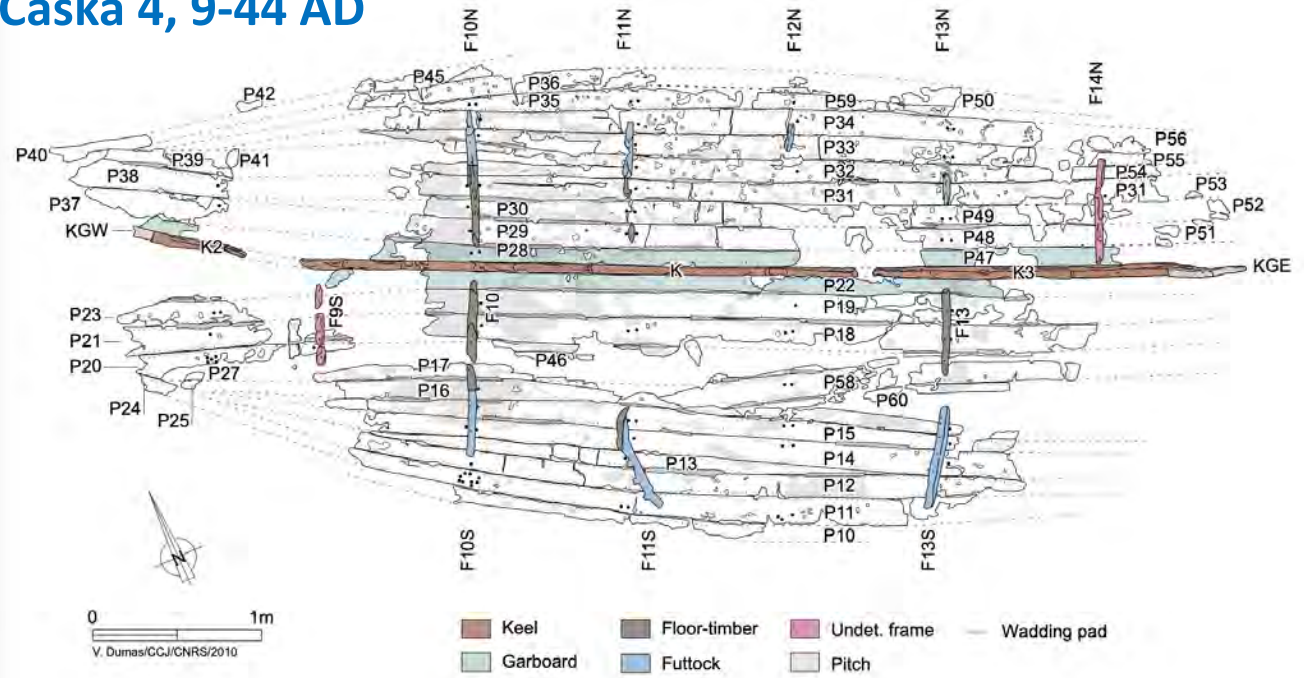 Caska 4, 9-44 AD
F10N
F11N
F12N
F13N
F14N
P42
P45
P36
P35
P59
P50
P34
P33
P32
P31
P40
P39
P41
P38
P37
KGW
K2
P56
P55
P54
P31
P53
P52
P51
P30
P29
P28
P49
P48
P47
K
K3
KGE
P22
P19
P18
P23
P21
P20
P27
P24
P25
F9S
F10
F13
P46
P17
P16
P58
P60
P15
P14
P13
P12
P11
P10
F10S
F11S
F13S
N
0 1m
V. Dumas/CCJ/CNRS/2010
Keel
Floor-timber
Undet. frame
Wadding pad
Garboard
Futtock
Pitch